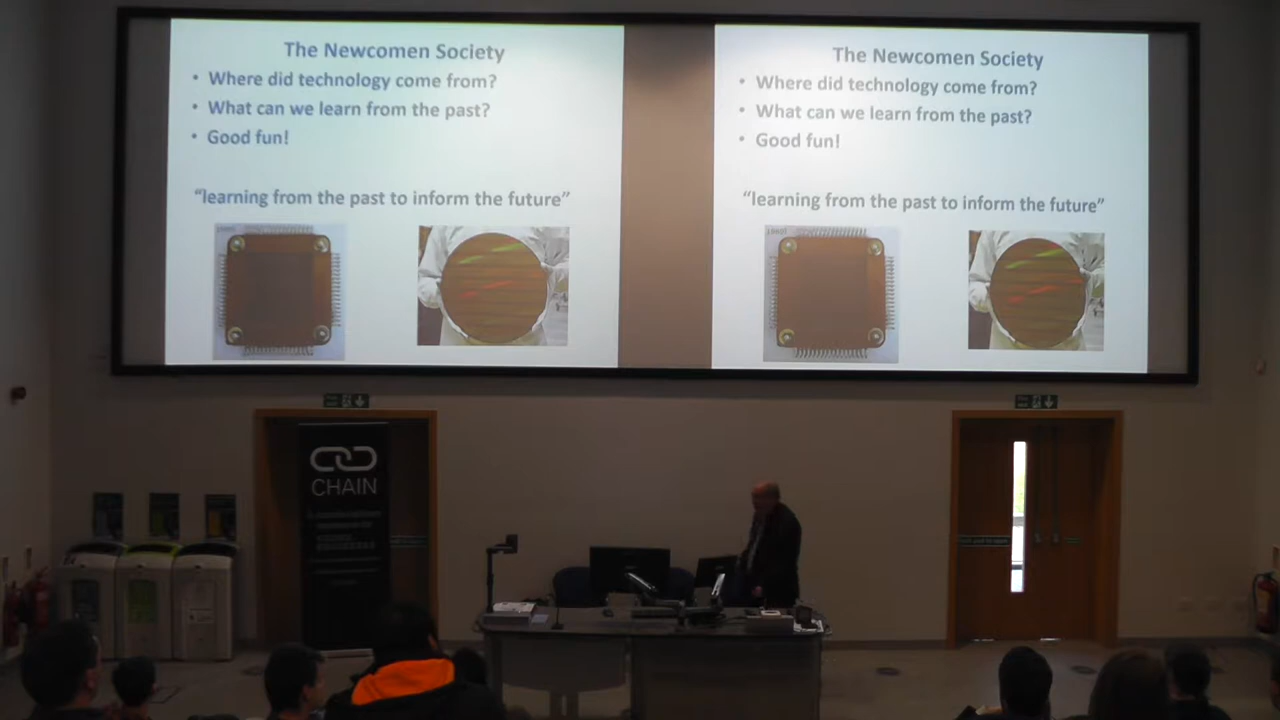 The Newcomen Society
• Where did technology come from?
• What can we learn from the past?
• Good fun!
“learning from the past to inform the future”
The Newcomen Society
• Where did technology come from?
• What can we learn from the past?
• Good fun!
“learning from the past to inform the future”
CHAIN